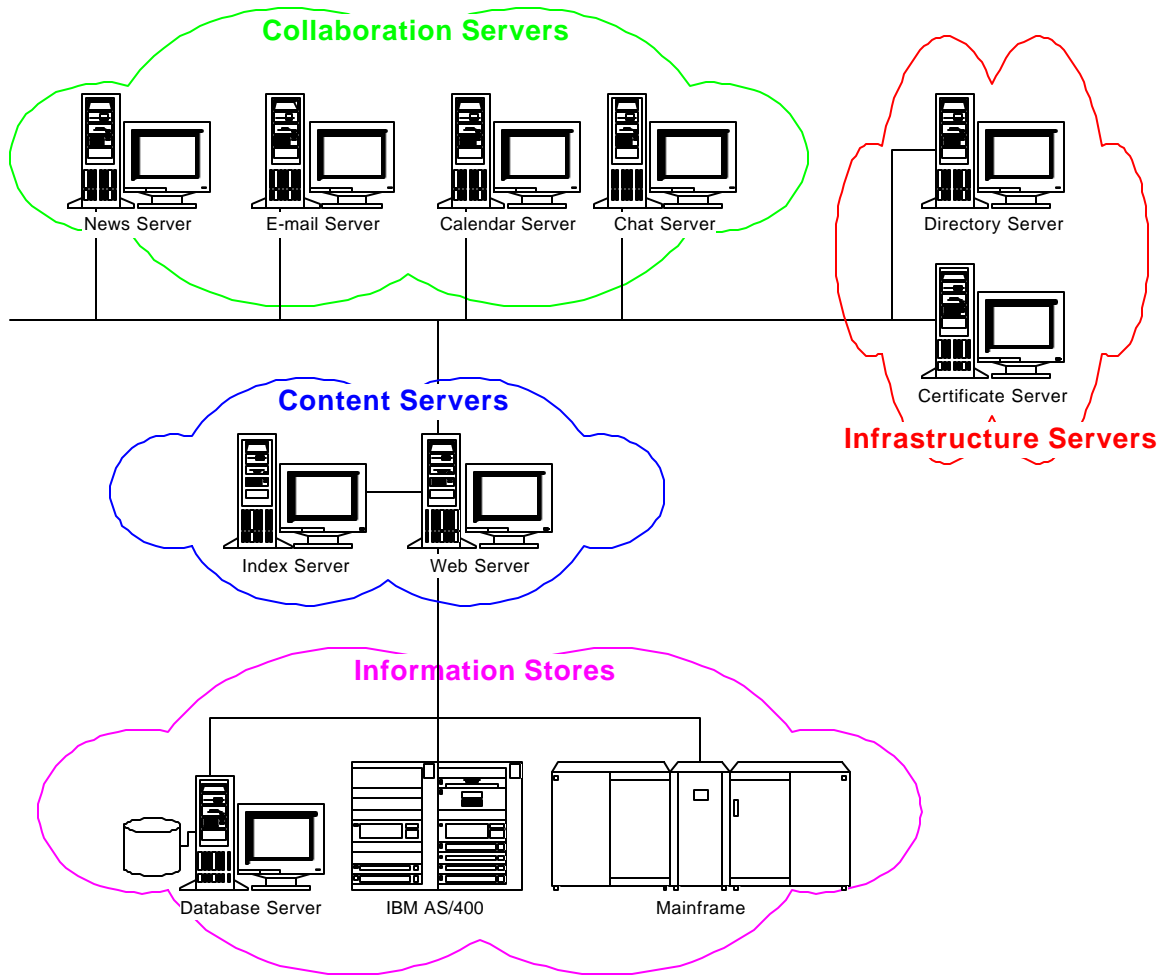 Collaboration Servers
News Server
E-mail Server
Calendar Server
Chat Server
Directory Server
Certificate Server
Infrastructure Servers
Content Servers
Index Server
Web Server
Information Stores
Database Server
IBM AS/400
Mainframe